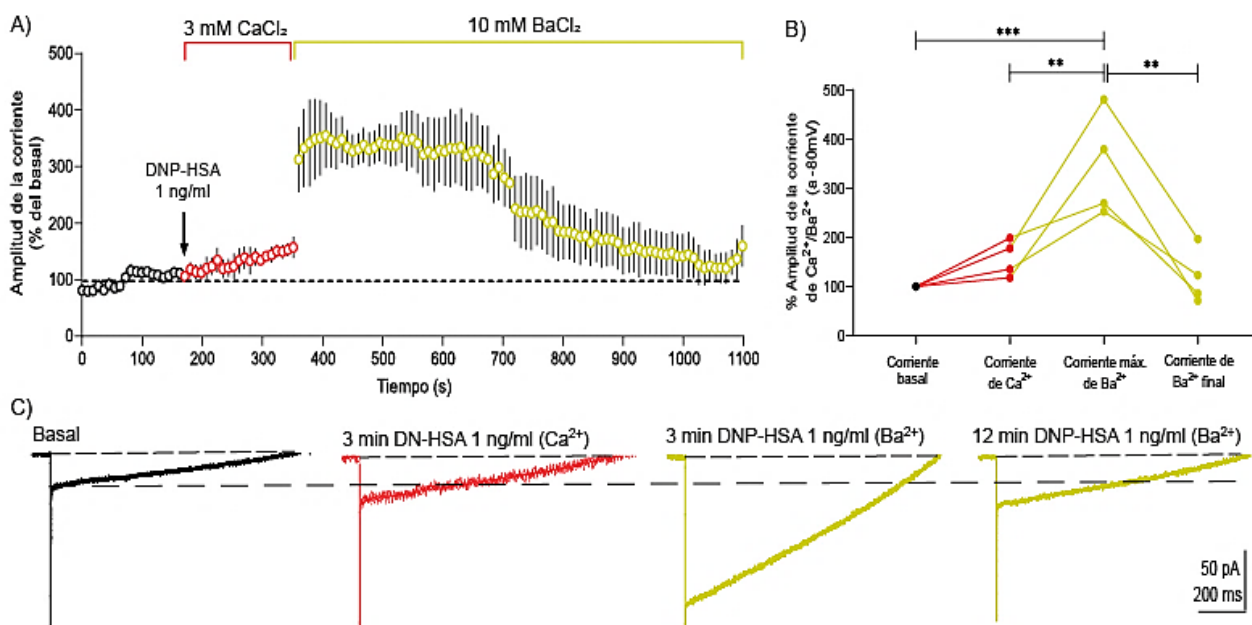 A)
3 mM CaCl₂
10 mM BaCl₂
Amplitud de la corriente
(% del basal)
500
400
300
200
100
0
DNP-HSA
1 ng/ml
0 100 200 300 400 500 600 700 800 900 1000 1100
Tiempo (s)
B)
***
** **
% Amplitud de la corriente
de Ca²⁺/Ba²⁺ (a -80mV)
500
400
300
200
100
0
Corriente
basal
Corriente
de Ca²⁺
Corriente máx.
de Ba²⁺
Corriente de
Ba²⁺ final
C)
Basal
3 min DN-HSA 1 ng/ml (Ca²⁺)
3 min DNP-HSA 1 ng/ml (Ba²⁺)
12 min DNP-HSA 1 ng/ml (Ba²⁺)
50 pA
200 ms